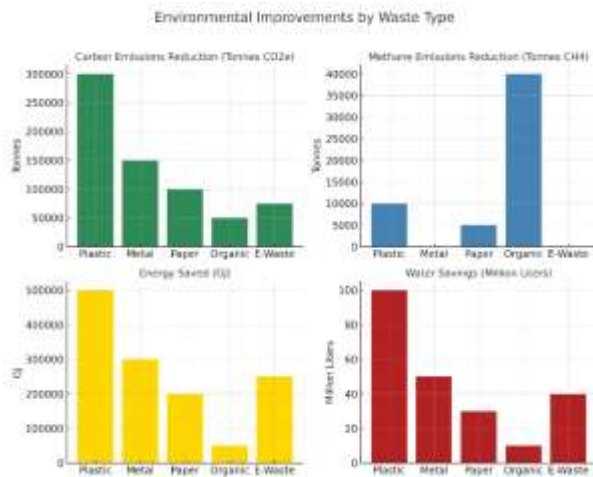 Environmental Improvements by Waste Type
Carbon Emissions Reduction (Tonnes CO2e)
Methane Emissions Reduction (Tonnes CH4)
Tonnes
300000
250000
200000
150000
100000
50000
0
Plastic Metal Paper Organic E-Waste
Tonnes
40000
35000
30000
25000
20000
15000
10000
5000
0
Plastic Metal Paper Organic E-Waste
Energy Saved (GJ)
Water Savings (Million Liters)
GJ
500000
400000
300000
200000
100000
0
Plastic Metal Paper Organic E-Waste
Million Liters
100
80
60
40
20
0
Plastic Metal Paper Organic E-Waste